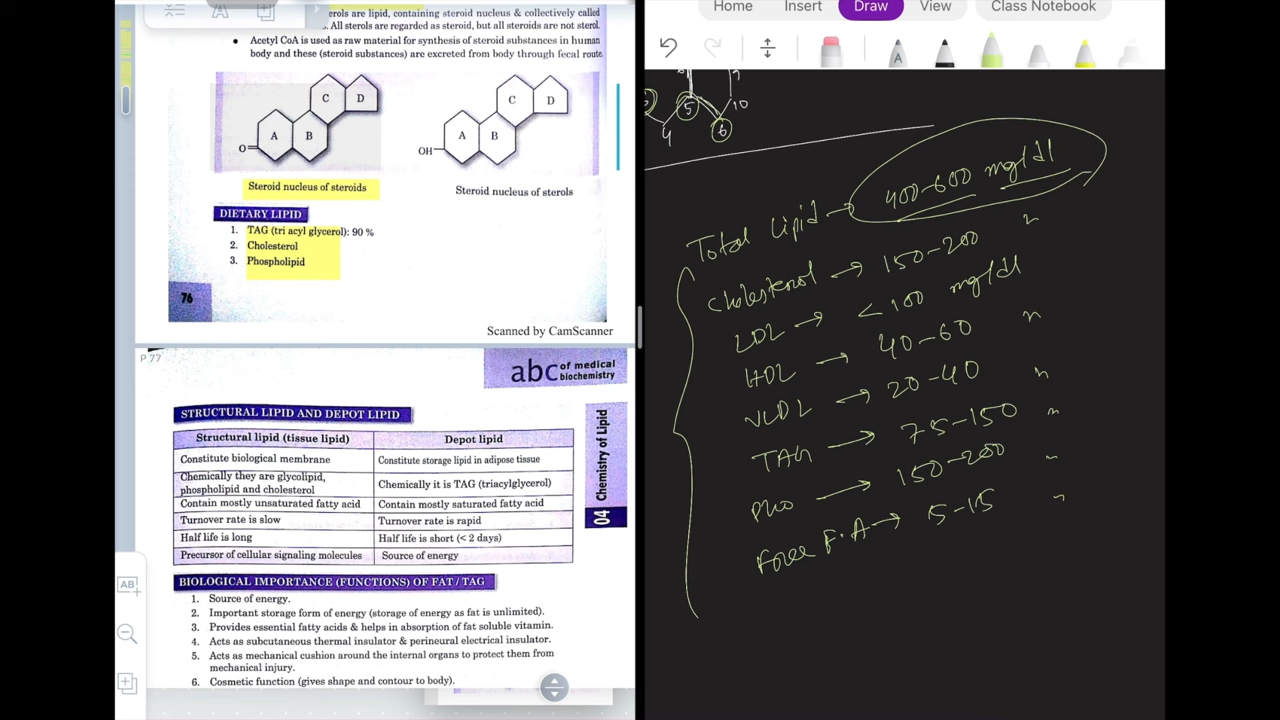 erols are lipid, containing steroid nucleus & collectively called
. All sterols are regarded as steroid, but all steroids are not sterol.
• Acetyl CoA is used as raw material for synthesis of steroid substances in human
body and these (steroid substances) are excreted from body through fecal route
C D
A B
O=
C D
A B
OH
Steroid nucleus of steroids
Steroid nucleus of sterols
DIETARY LIPID
1. TAG (tri acyl glycerol): 90 %
2. Cholesterol
3. Phospholipid
76
Scanned by CamScanner
P 77
abc of medical biochemistry
STRUCTURAL LIPID AND DEPOT LIPID
Structural lipid (tissue lipid) Depot lipid
Constitute biological membrane Constitute storage lipid in adipose tissue
Chemically they are glycolipid, phospholipid and cholesterol Chemically it is TAG (triacylglycerol)
Contain mostly unsaturated fatty acid Contain mostly saturated fatty acid
Turnover rate is slow Turnover rate is rapid
Half life is long Half life is short (< 2 days)
Precursor of cellular signaling molecules Source of energy
04 Chemistry of Lipid
BIOLOGICAL IMPORTANCE (FUNCTIONS) OF FAT / TAG
1. Source of energy.
2. Important storage form of energy (storage of energy as fat is unlimited).
3. Provides essential fatty acids & helps in absorption of fat soluble vitamin.
4. Acts as subcutaneous thermal insulator & perineural electrical insulator.
5. Acts as mechanical cushion around the internal organs to protect them from
mechanical injury.
6. Cosmetic function (gives shape and contour to body).
Home Insert Draw View Class Notebook
4 5 6 10
Total Lipid → 400-600 mg/dl
Cholesterol → 150-200 "
LDL → < 100 mg/dl
HDL → 40-60 "
VLDL → 20-40 "
TAG → 75-150 "
Pho → 150-200 "
Free F.A → 5-15 "